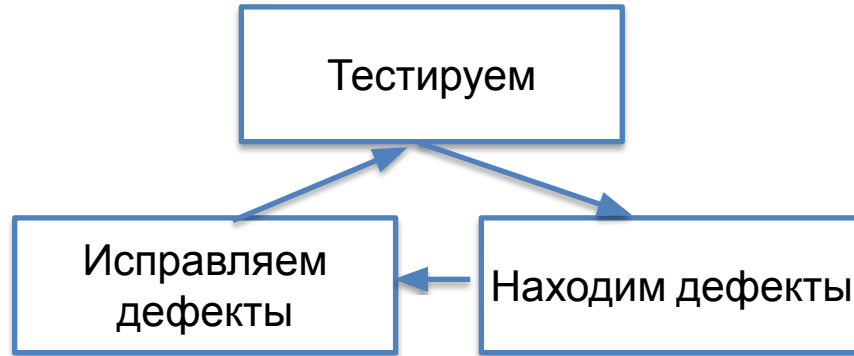 Тестируем
Исправляем
дефекты
Находим дефекты